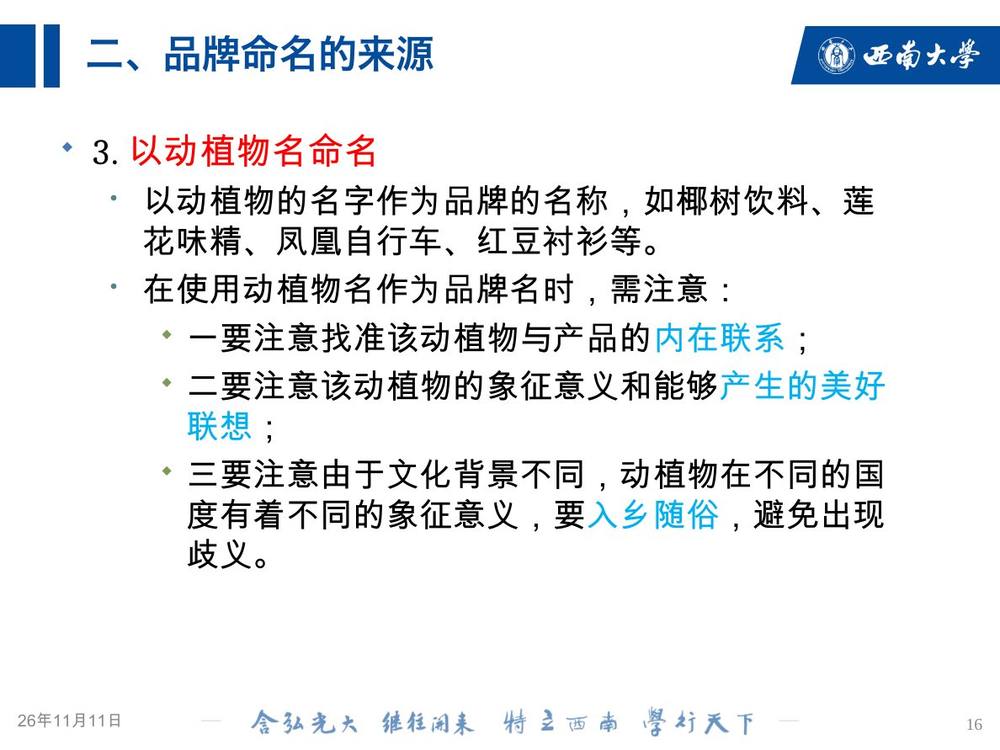 二、品牌命名的来源
西南大学
3. 以动植物名命名
以动植物的名字作为品牌的名称，如椰树饮料、莲
花味精、凤凰自行车、红豆衬衫等。
在使用动植物名作为品牌名时，需注意：
一要注意找准该动植物与产品的内在联系；
二要注意该动植物的象征意义和能够产生的美好
联想；
三要注意由于文化背景不同，动植物在不同的国
度有着不同的象征意义，要入乡随俗，避免出现
歧义。
26年11月11日
含弘光大 继往开来 特立西南 學行天下
16